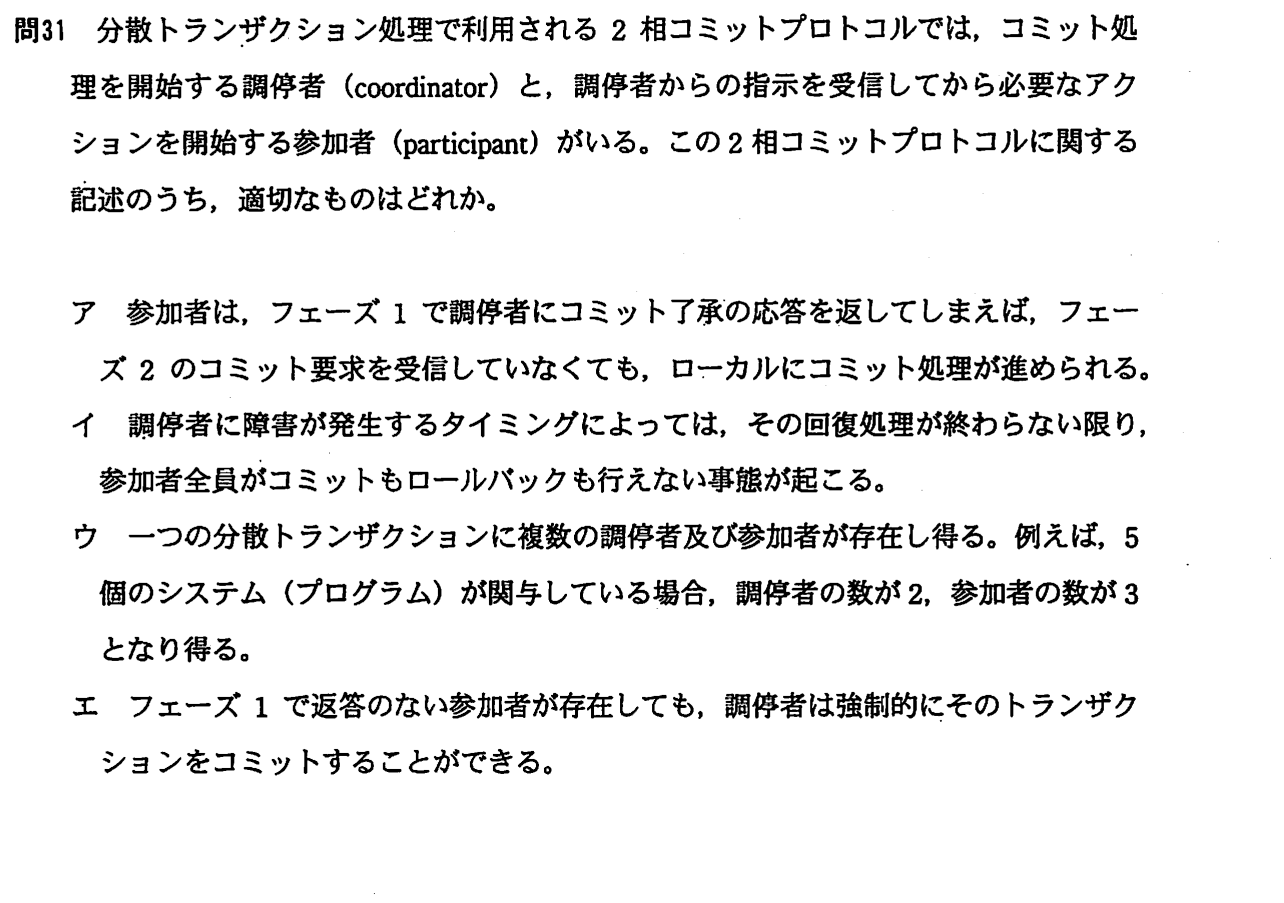 問31 分散トランザクション処理で利用される 2 相コミットプロトコルでは，コミット処
理を開始する調停者（coordinator）と，調停者からの指示を受信してから必要なアク
ションを開始する参加者（participant）がいる。この2相コミットプロトコルに関する
記述のうち，適切なものはどれか。
ア 参加者は，フェーズ 1 で調停者にコミット了承の応答を返してしまえば，フェー
ズ 2 のコミット要求を受信していなくても，ローカルにコミット処理が進められる。
イ 調停者に障害が発生するタイミングによっては，その回復処理が終わらない限り，
参加者全員がコミットもロールバックも行えない事態が起こる。
ウ 一つの分散トランザクションに複数の調停者及び参加者が存在し得る。例えば，5
個のシステム（プログラム）が関与している場合，調停者の数が2，参加者の数が3
となり得る。
エ フェーズ 1 で返答のない参加者が存在しても，調停者は強制的にそのトランザク
ションをコミットすることができる。